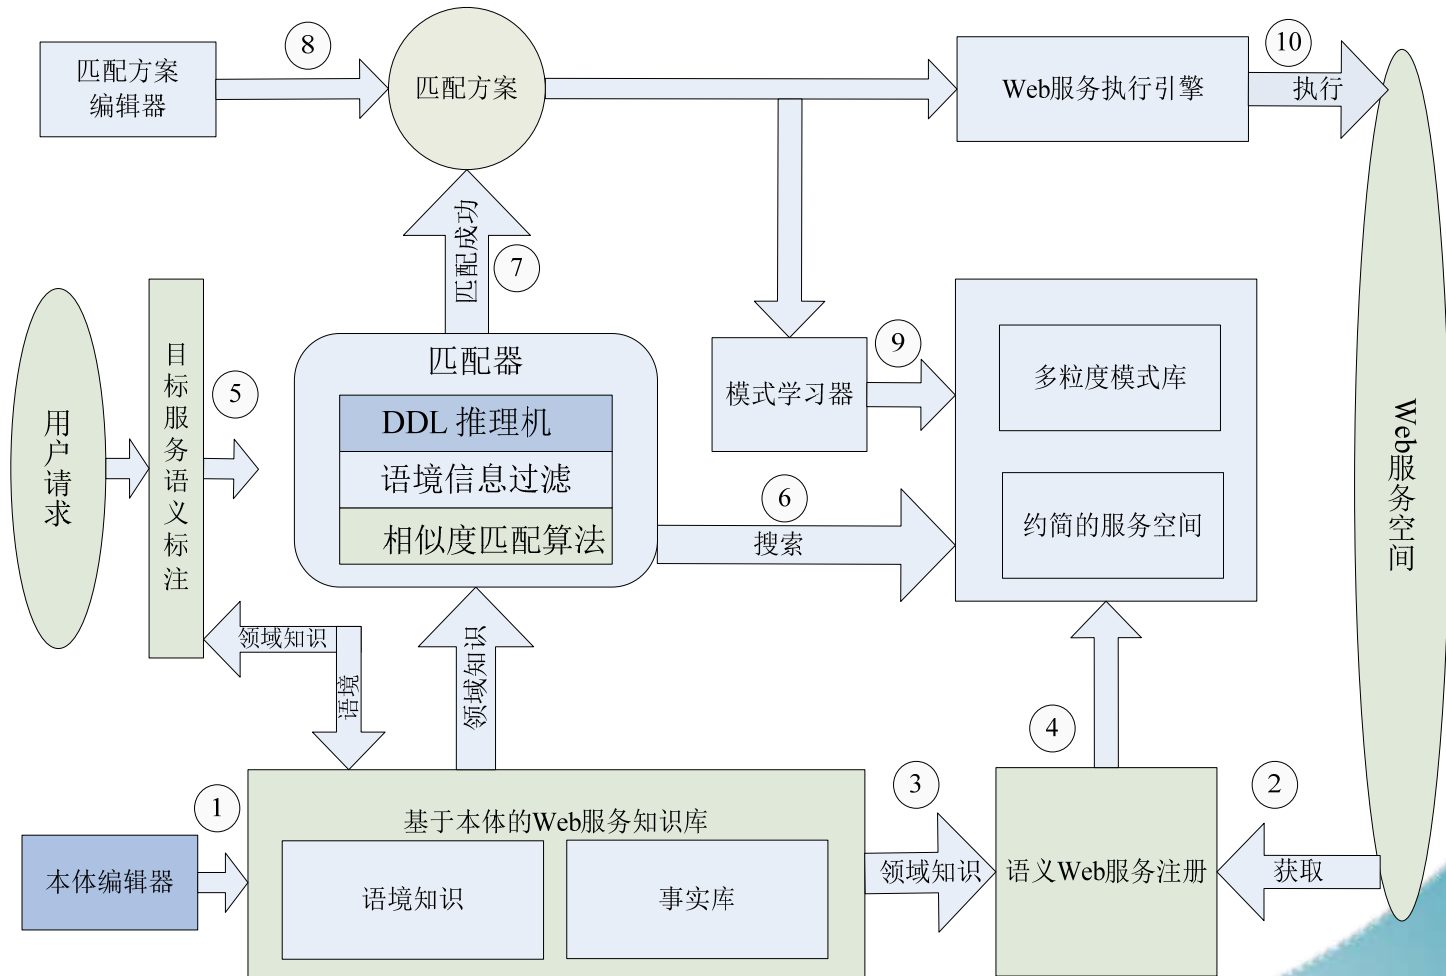 8
10
匹配方案
编辑器
匹配方案
Web服务执行引擎
执行
匹配成功
7
用户请求
目标服务语义标注
5
匹配器
DDL 推理机
语境信息过滤
相似度匹配算法
模式学习器
9
多粒度模式库
6
搜索
约简的服务空间
Web服务空间
领域知识
语境
领域知识
4
1
本体编辑器
基于本体的Web服务知识库
语境知识
事实库
3
领域知识
语义Web服务注册
2
获取